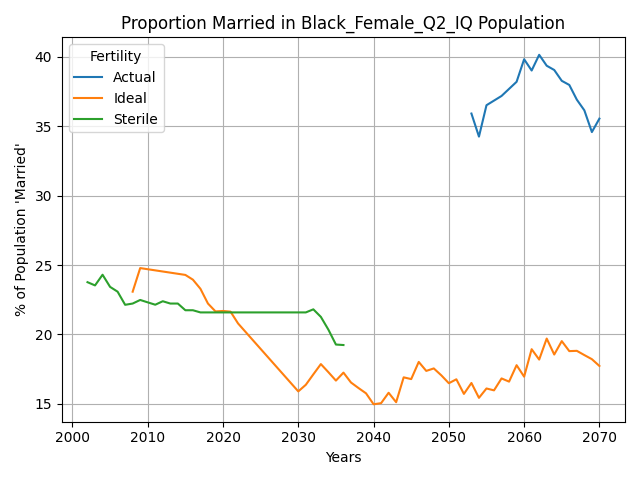 Proportion Married in Black_Female_Q2_IQ Population
Fertility
Actual
Ideal
Sterile
% of Population 'Married'
40
35
30
25
20
15
2000
2010
2020
2030
2040
2050
2060
2070
Years